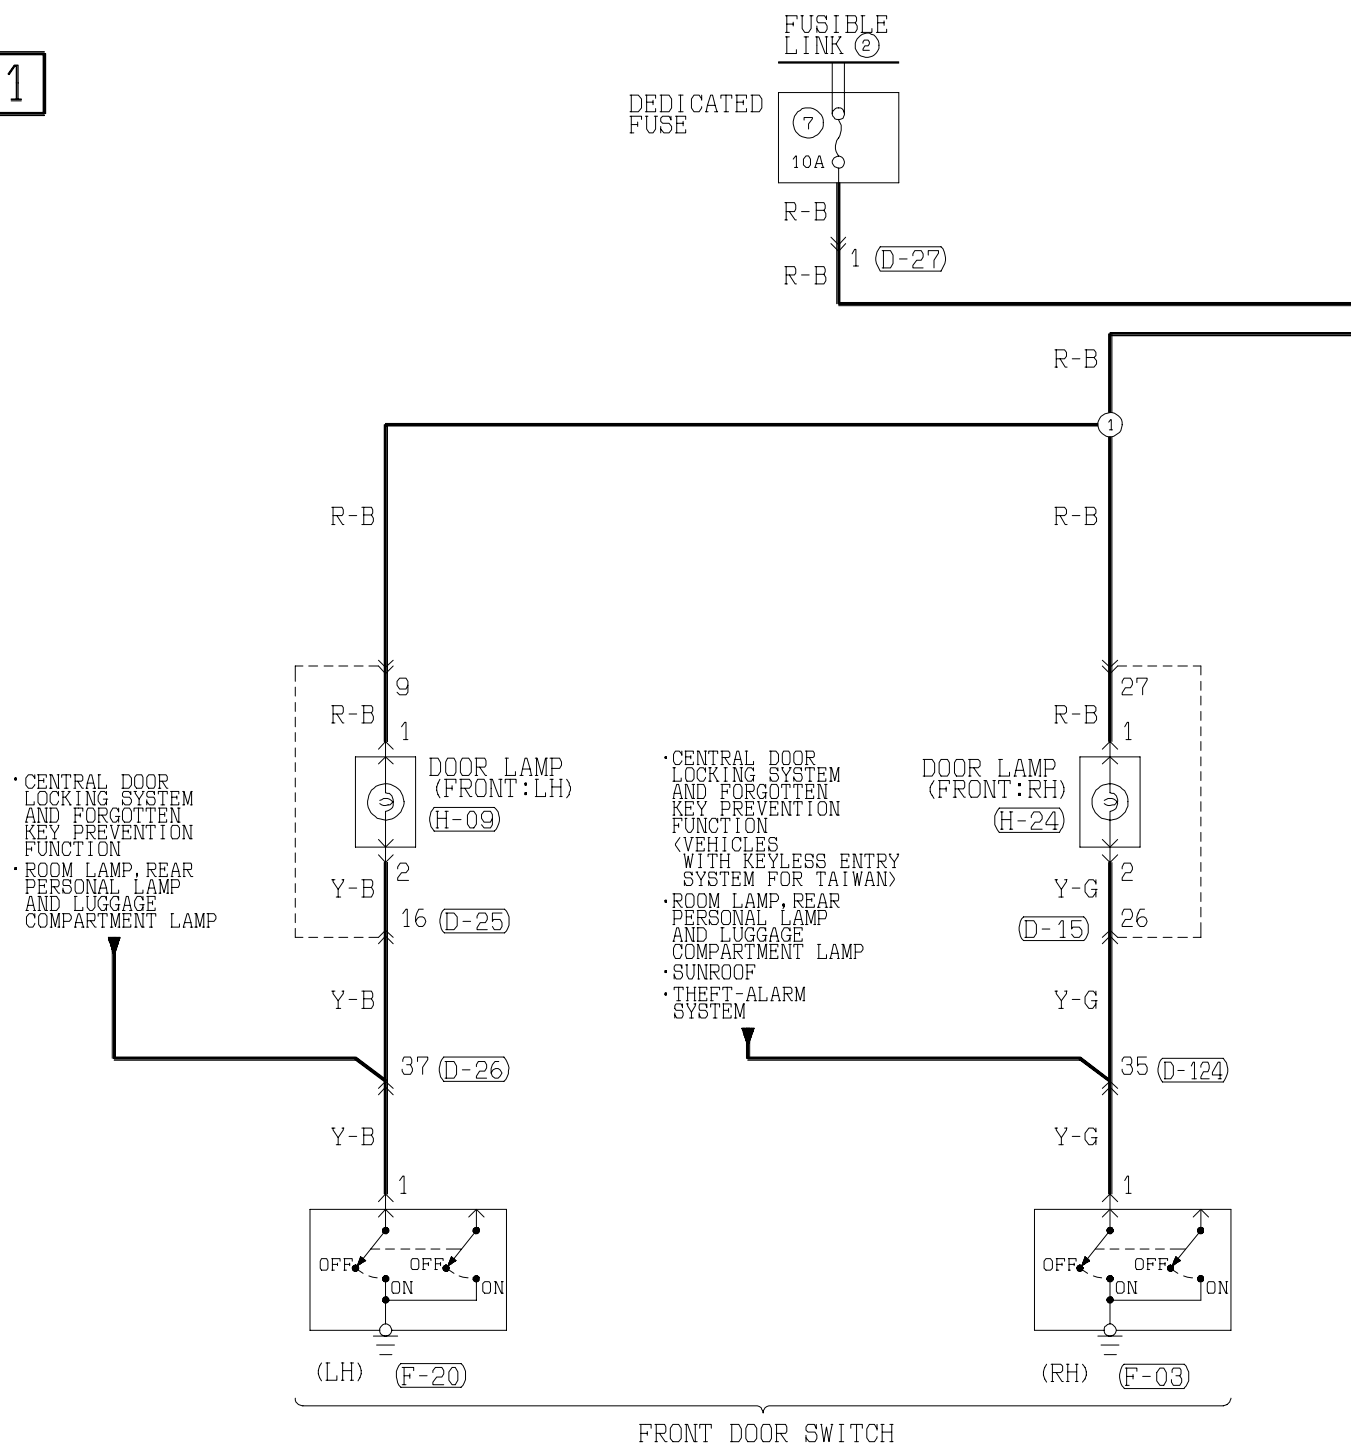 1
FUSIBLE
LINK ②
DEDICATED
FUSE
⑦
10A
R-B
1 (D-27)
R-B
R-B
①
R-B
R-B
9
27
R-B
R-B
1
1
DOOR LAMP
(FRONT:LH)
(H-09)
DOOR LAMP
(FRONT:RH)
(H-24)
·CENTRAL DOOR
LOCKING SYSTEM
AND FORGOTTEN
KEY PREVENTION
FUNCTION
·ROOM LAMP,REAR
PERSONAL LAMP
AND LUGGAGE
COMPARTMENT LAMP
·CENTRAL DOOR
LOCKING SYSTEM
AND FORGOTTEN
KEY PREVENTION
FUNCTION
<VEHICLES
WITH KEYLESS ENTRY
SYSTEM FOR TAIWAN>
·ROOM LAMP,REAR
PERSONAL LAMP
AND LUGGAGE
COMPARTMENT LAMP
·SUNROOF
·THEFT-ALARM
SYSTEM
2
2
Y-B
Y-G
16 (D-25)
(D-15) 26
Y-B
Y-G
37 (D-26)
35 (D-124)
Y-B
Y-G
1
1
OFF OFF
ON ON
OFF OFF
ON ON
(LH) (F-20)
(RH) (F-03)
FRONT DOOR SWITCH